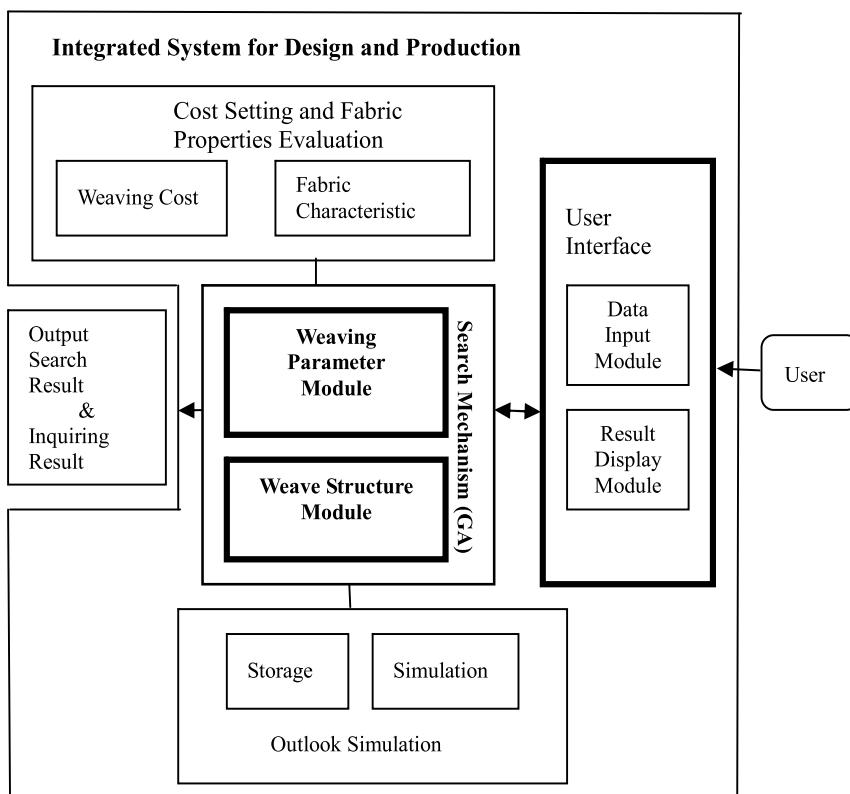 Integrated System for Design and Production
Cost Setting and Fabric
Properties Evaluation
Weaving Cost
Fabric
Characteristic
User
Interface
Data
Input
Module
Result
Display
Module
User
Output
Search
Result
&
Inquiring
Result
Weaving
Parameter
Module
Weave Structure
Module
Search Mechanism (GA)
Storage
Simulation
Outlook Simulation